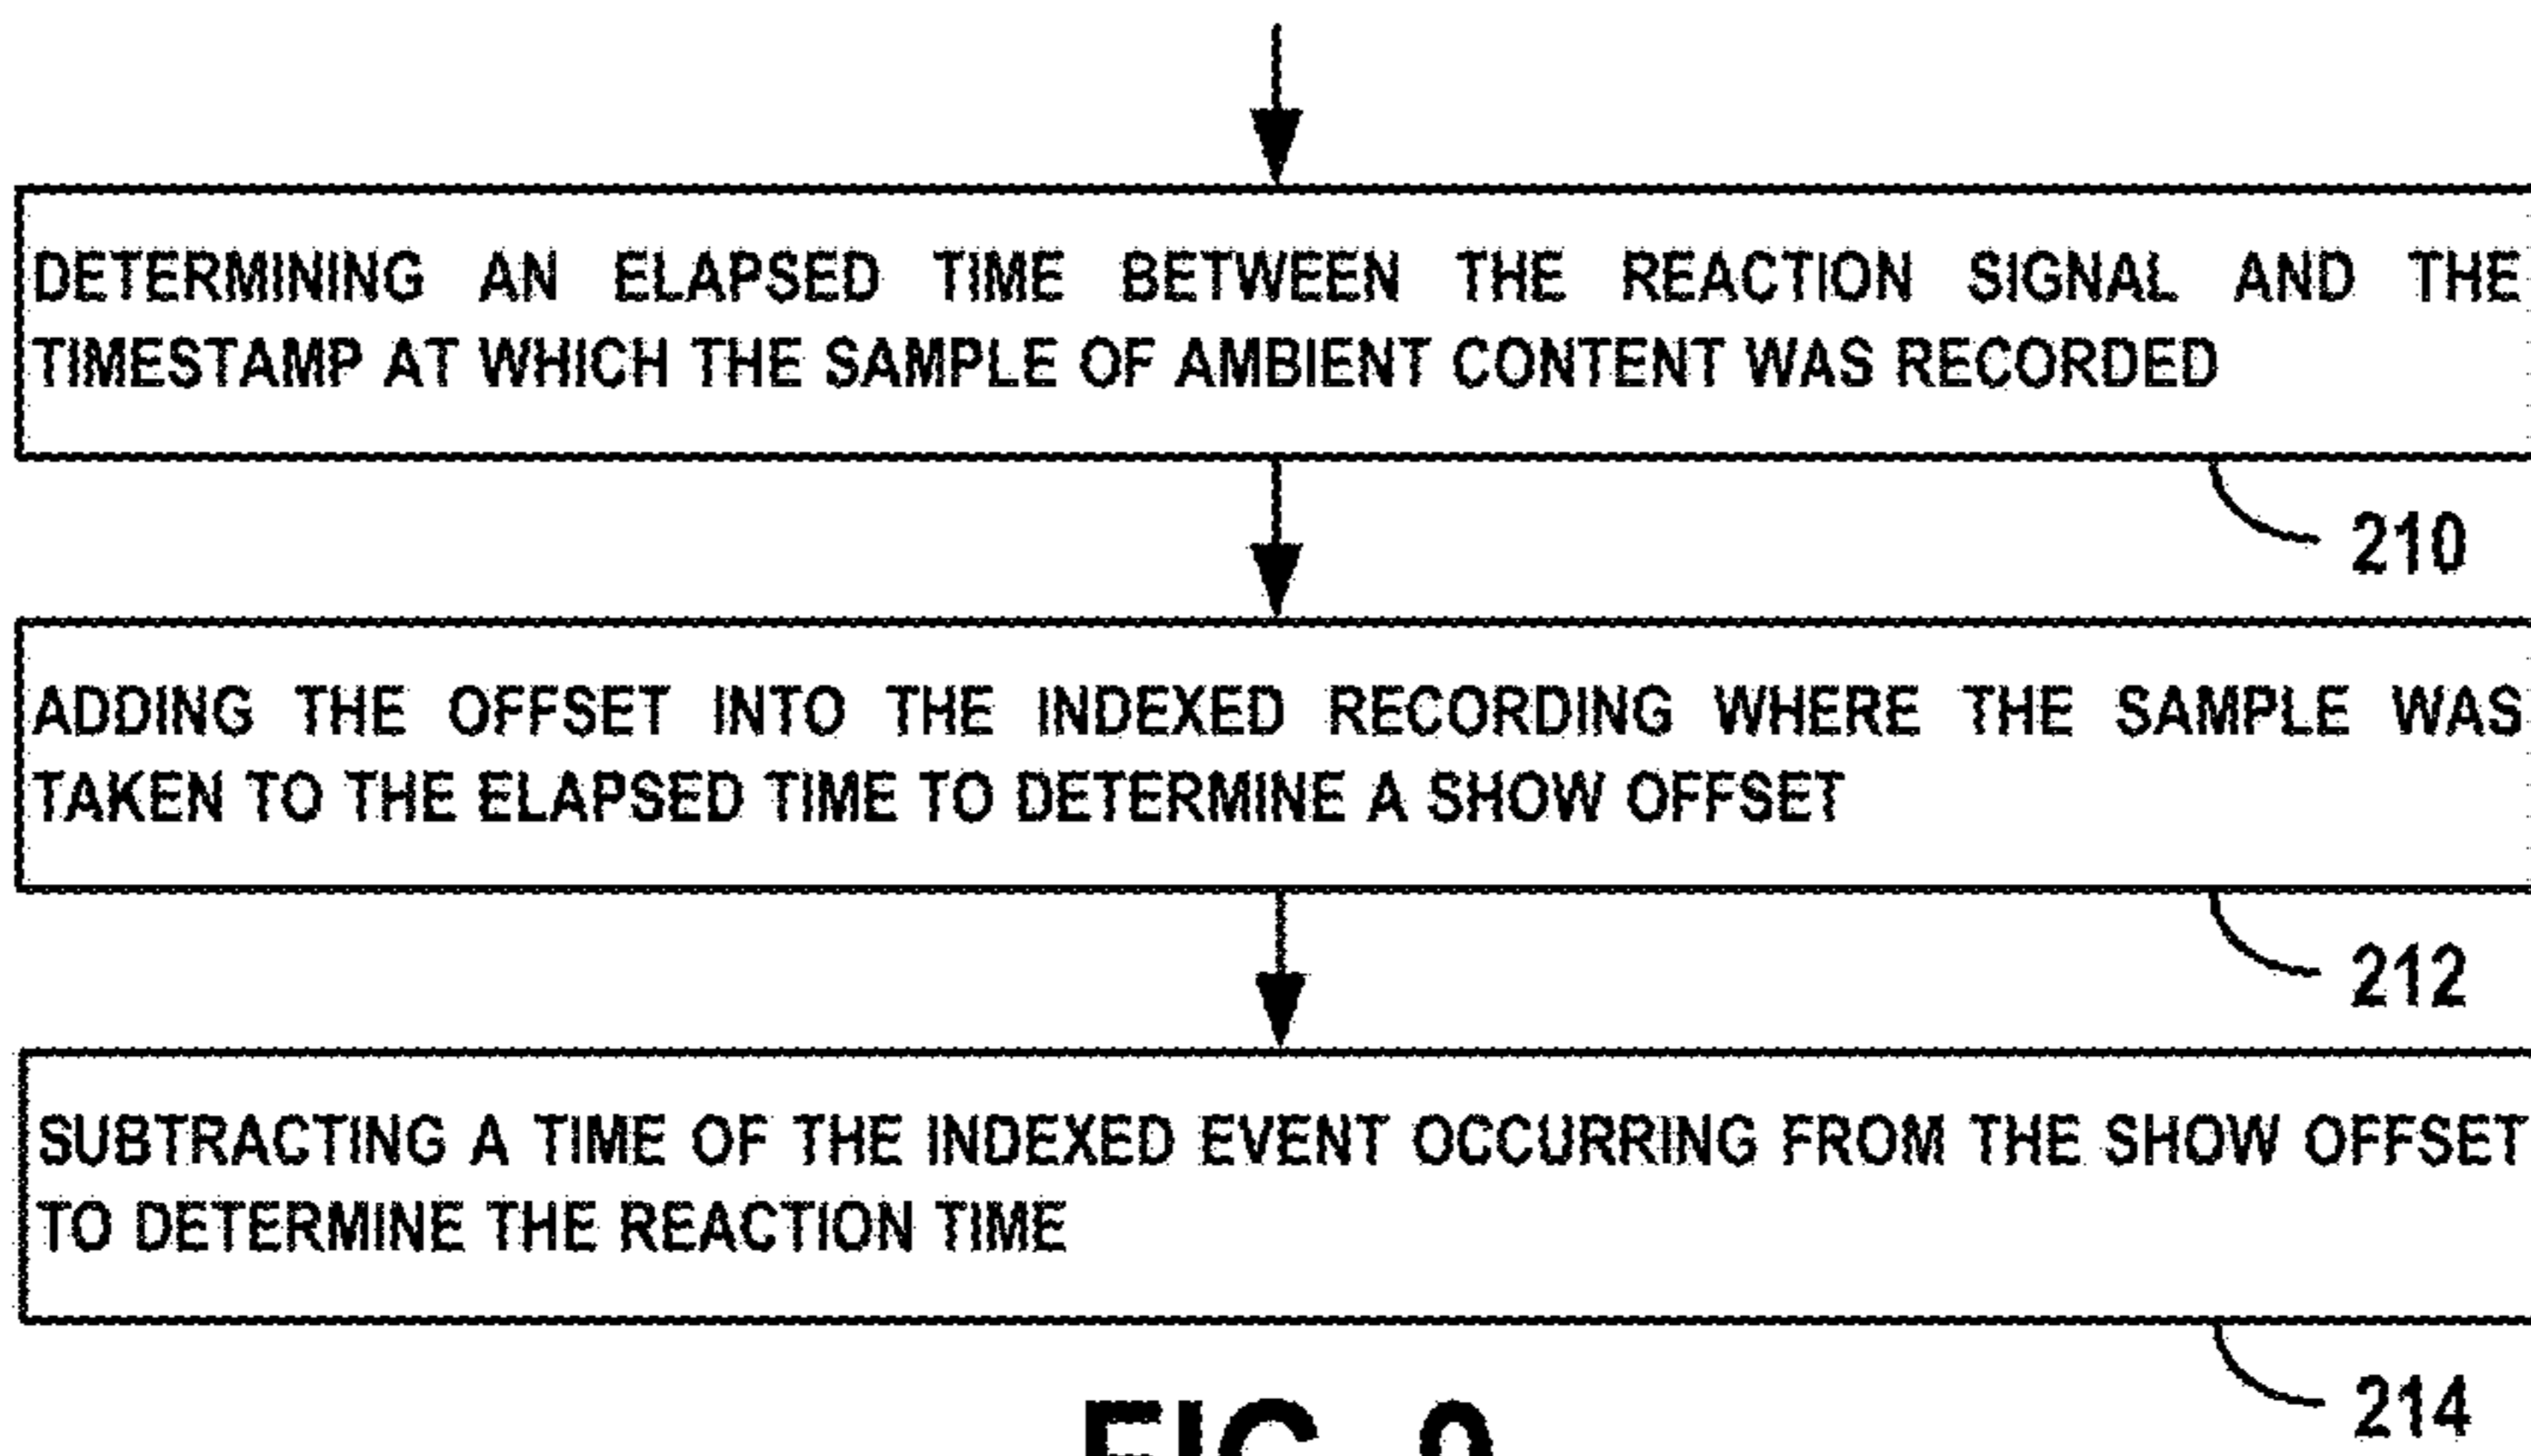 DETERMINING AN ELAPSED TIME BETWEEN THE REACTION SIGNAL AND THE
TIMESTAMP AT WHICH THE SAMPLE OF AMBIENT CONTENT WAS RECORDED
210
ADDING THE OFFSET INTO THE INDEXED RECORDING WHERE THE SAMPLE WAS
TAKEN TO THE ELAPSED TIME TO DETERMINE A SHOW OFFSET
212
SUBTRACTING A TIME OF THE INDEXED EVENT OCCURRING FROM THE SHOW OFFSET
TO DETERMINE THE REACTION TIME
214
FIG.